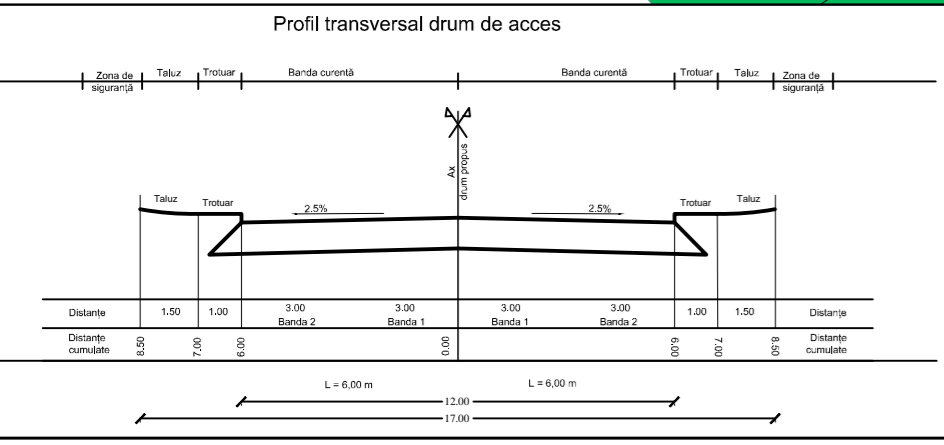 Profil transversal drum de acces
Zona de siguranță Taluz Trotuar Banda curentă Banda curentă Trotuar Taluz Zona de siguranță
Ax
drum propus
Taluz Trotuar 2.5% 2.5% Trotuar Taluz
Distanțe 1.50 1.00 3.00 3.00 3.00 3.00 1.00 1.50 Distanțe
Banda 2 Banda 1 Banda 1 Banda 2
Distanțe cumulate 8.50 7.00 6.00 0.00 6.00 7.00 8.50 Distanțe cumulate
L = 6,00 m L = 6,00 m
12.00
17.00